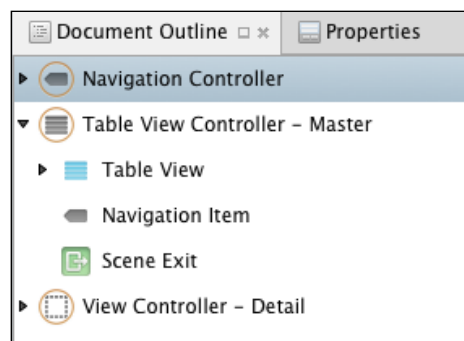 Document Outline Properties
Navigation Controller
Table View Controller – Master
Table View
Navigation Item
Scene Exit
View Controller – Detail